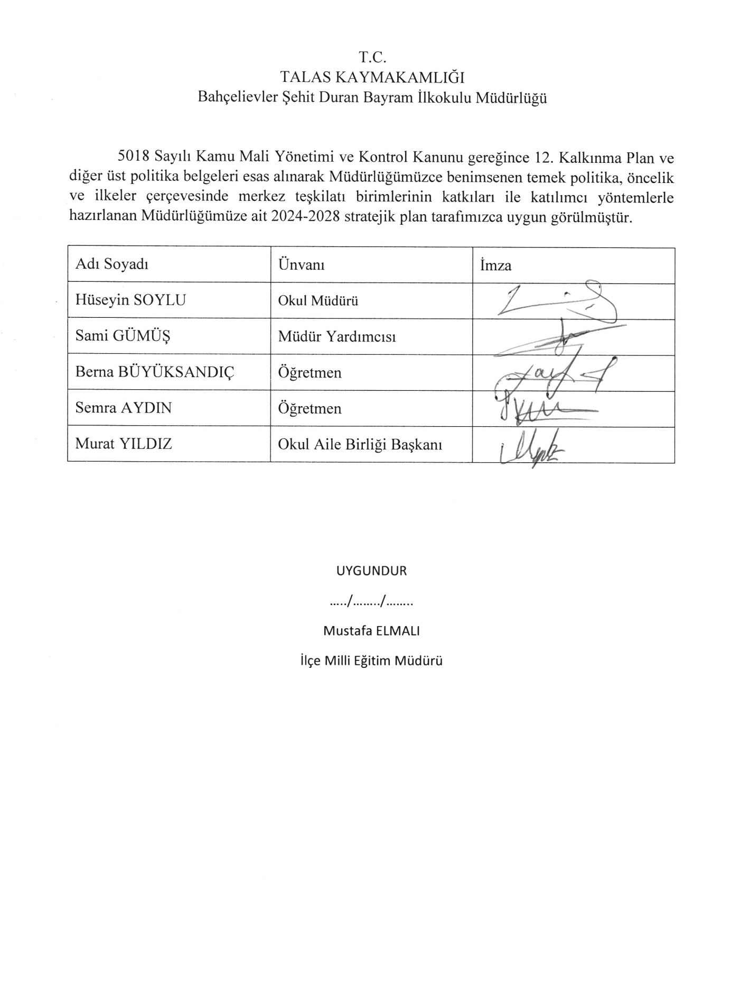 T.C.
TALAS KAYMAKAMLIĞI
Bahçelievler Şehit Duran Bayram İlkokulu Müdürlüğü
5018 Sayılı Kamu Mali Yönetimi ve Kontrol Kanunu gereğince 12. Kalkınma Plan ve
diğer üst politika belgeleri esas alınarak Müdürlüğümüzce benimsenen temek politika, öncelik
ve ilkeler çerçevesinde merkez teşkilatı birimlerinin katkıları ile katılımcı yöntemlerle
hazırlanan Müdürlüğümüze ait 2024-2028 stratejik plan tarafımızca uygun görülmüştür.
Adı Soyadı Ünvanı İmza
Hüseyin SOYLU Okul Müdürü
Sami GÜMÜŞ Müdür Yardımcısı
Berna BÜYÜKSANDIÇ Öğretmen
Semra AYDIN Öğretmen
Murat YILDIZ Okul Aile Birliği Başkanı
UYGUNDUR
...../......../........
Mustafa ELMALI
İlçe Milli Eğitim Müdürü